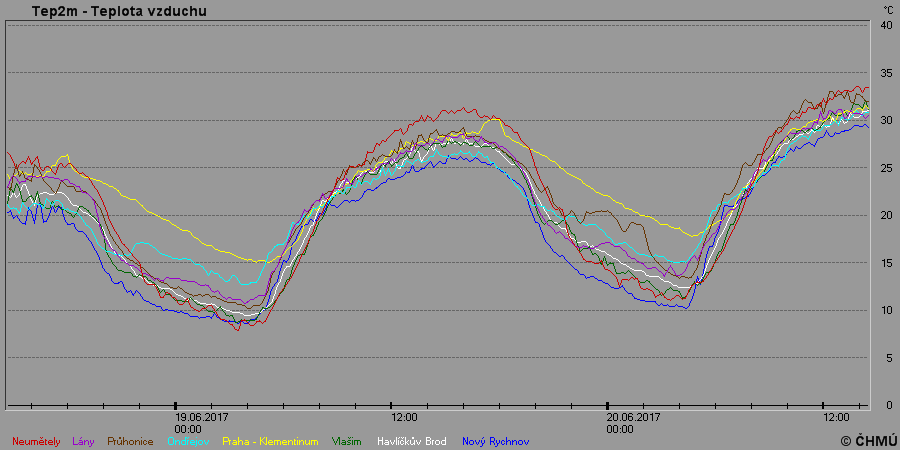 Tep2m - Teplota vzduchu
°C
40
35
30
25
20
15
10
5
0
19.06.2017 12:00 20.06.2017 12:00
00:00 00:00
Neumětely Lány Průhonice Ondřejov Praha - Klementinum Vlašim Havlíčkův Brod Nový Rychnov
© ČHMÚ